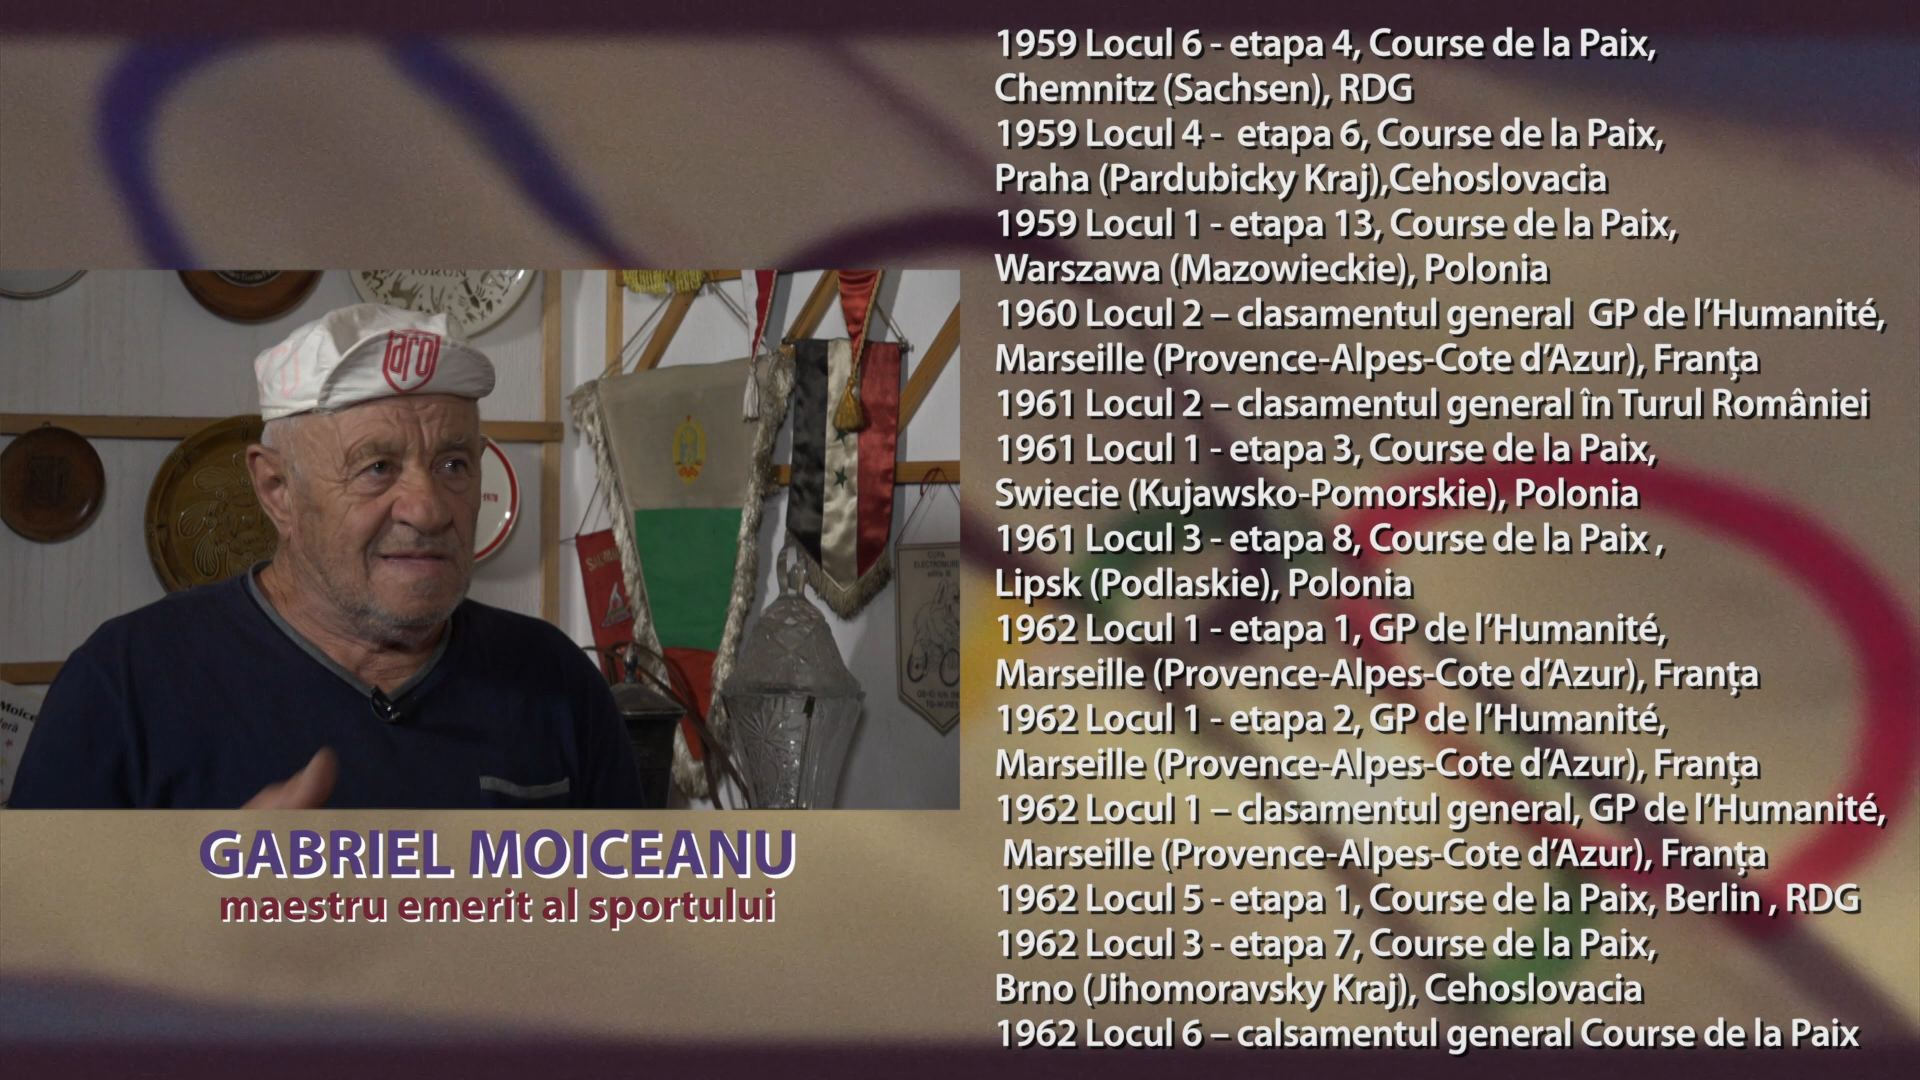 1959 Locul 6 - etapa 4, Course de la Paix,
Chemnitz (Sachsen), RDG
1959 Locul 4 -  etapa 6, Course de la Paix,
Praha (Pardubicky Kraj),Cehoslovacia
1959 Locul 1 - etapa 13, Course de la Paix,
Warszawa (Mazowieckie), Polonia
1960 Locul 2 – clasamentul general  GP de l’Humanité,
Marseille (Provence-Alpes-Cote d’Azur), Franța
1961 Locul 2 – clasamentul general în Turul României
1961 Locul 1 - etapa 3, Course de la Paix,
Swiecie (Kujawsko-Pomorskie), Polonia
1961 Locul 3 - etapa 8, Course de la Paix ,
Lipsk (Podlaskie), Polonia
1962 Locul 1 - etapa 1, GP de l’Humanité,
Marseille (Provence-Alpes-Cote d’Azur), Franța
1962 Locul 1 - etapa 2, GP de l’Humanité,
Marseille (Provence-Alpes-Cote d’Azur), Franța
1962 Locul 1 – clasamentul general, GP de l’Humanité,
Marseille (Provence-Alpes-Cote d’Azur), Franța
1962 Locul 5 - etapa 1, Course de la Paix, Berlin , RDG
1962 Locul 3 - etapa 7, Course de la Paix,
Brno (Jihomoravsky Kraj), Cehoslovacia
1962 Locul 6 – calsamentul general Course de la Paix
aro
CUPA
GABRIEL MOICEANU
maestru emerit al sportului